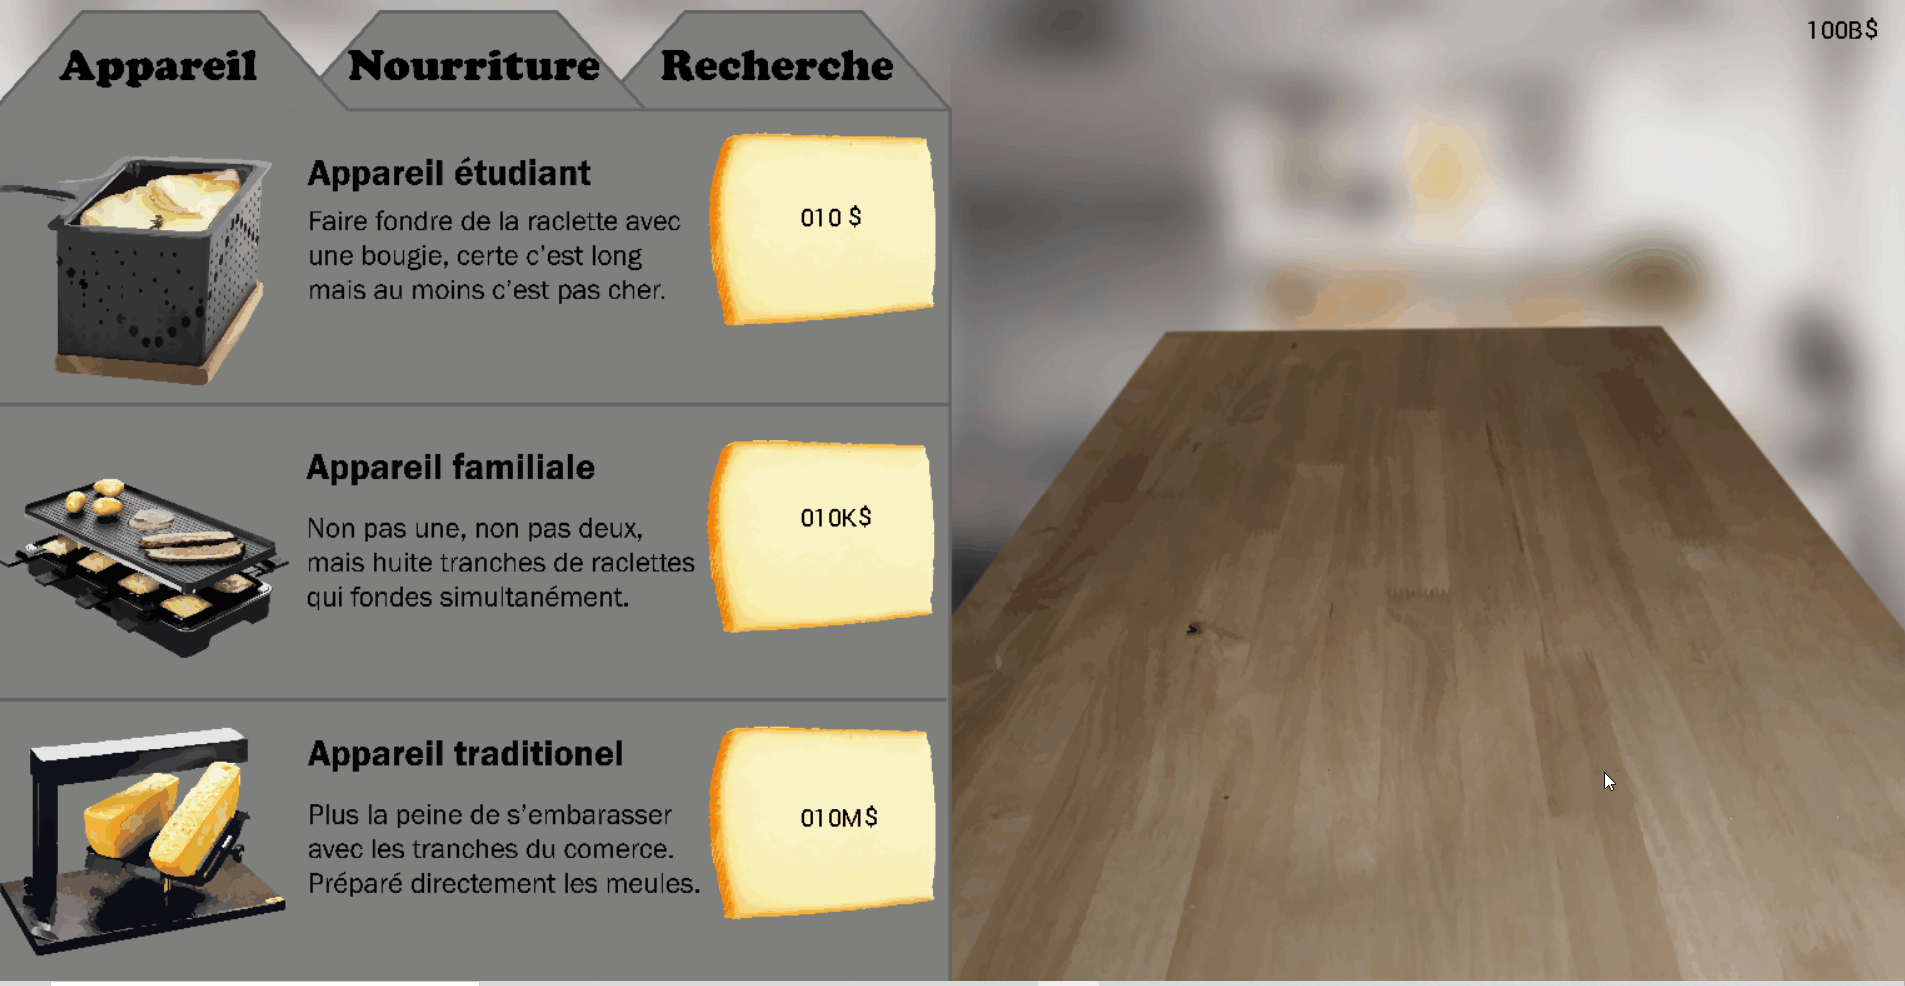 Appareil Nourriture Recherche
100B$
Appareil étudiant
Faire fondre de la raclette avec
une bougie, certe c’est long
mais au moins c’est pas cher.
010 $
Appareil familiale
Non pas une, non pas deux,
mais huite tranches de raclettes
qui fondes simultanément.
010K$
Appareil traditionel
Plus la peine de s’embarasser
avec les tranches du comerce.
Préparé directement les meules.
010M$